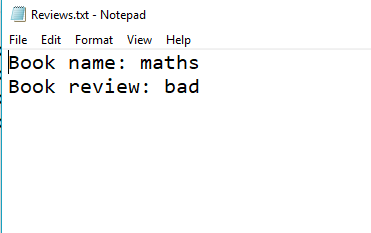 Reviews.txt - Notepad
File Edit Format View Help
Book name: maths
Book review: bad